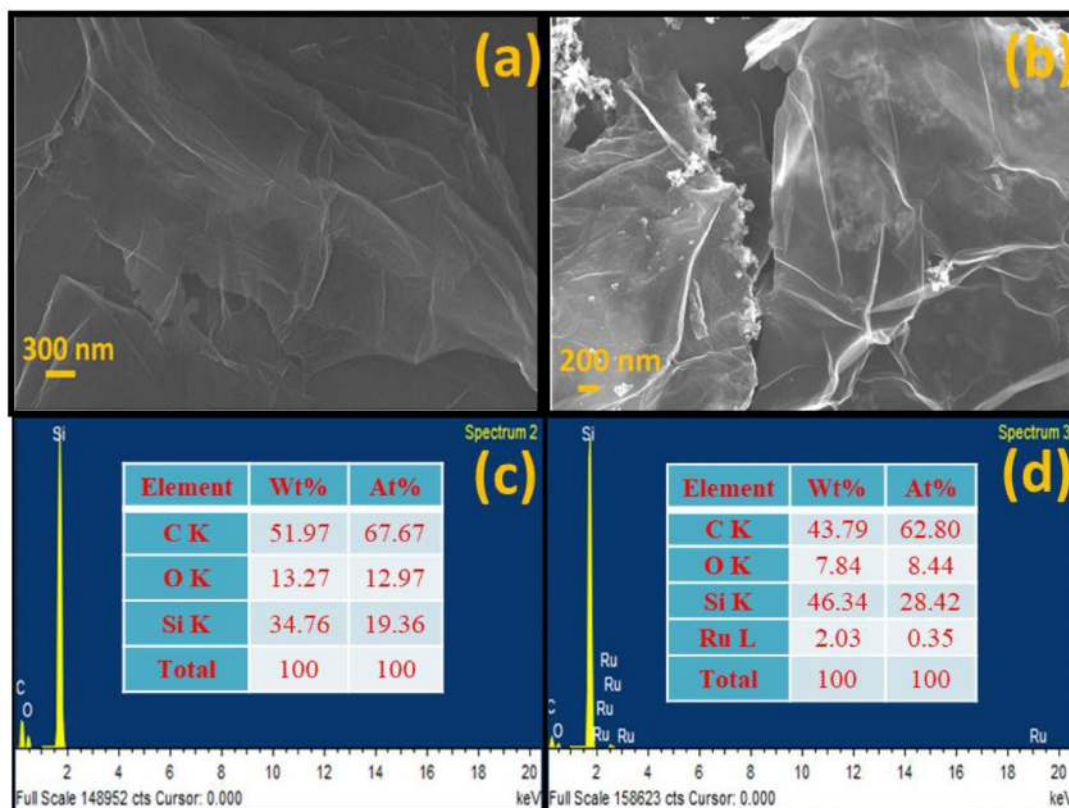 (a)
300 nm
(b)
200 nm
Si
Spectrum 2
(c)
Element Wt% At%
C K 51.97 67.67
O K 13.27 12.97
Si K 34.76 19.36
Total 100 100
C
O
2 4 6 8 10 12 14 16 18 20
Full Scale 148952 cts Cursor: 0.000 keV
Si
Spectrum 3
(d)
Element Wt% At%
C K 43.79 62.80
O K 7.84 8.44
Si K 46.34 28.42
Ru L 2.03 0.35
Total 100 100
Ru
Ru
C Ru
O Ru Ru Ru
2 4 6 8 10 12 14 16 18 20
Full Scale 158623 cts Cursor: 0.000 keV